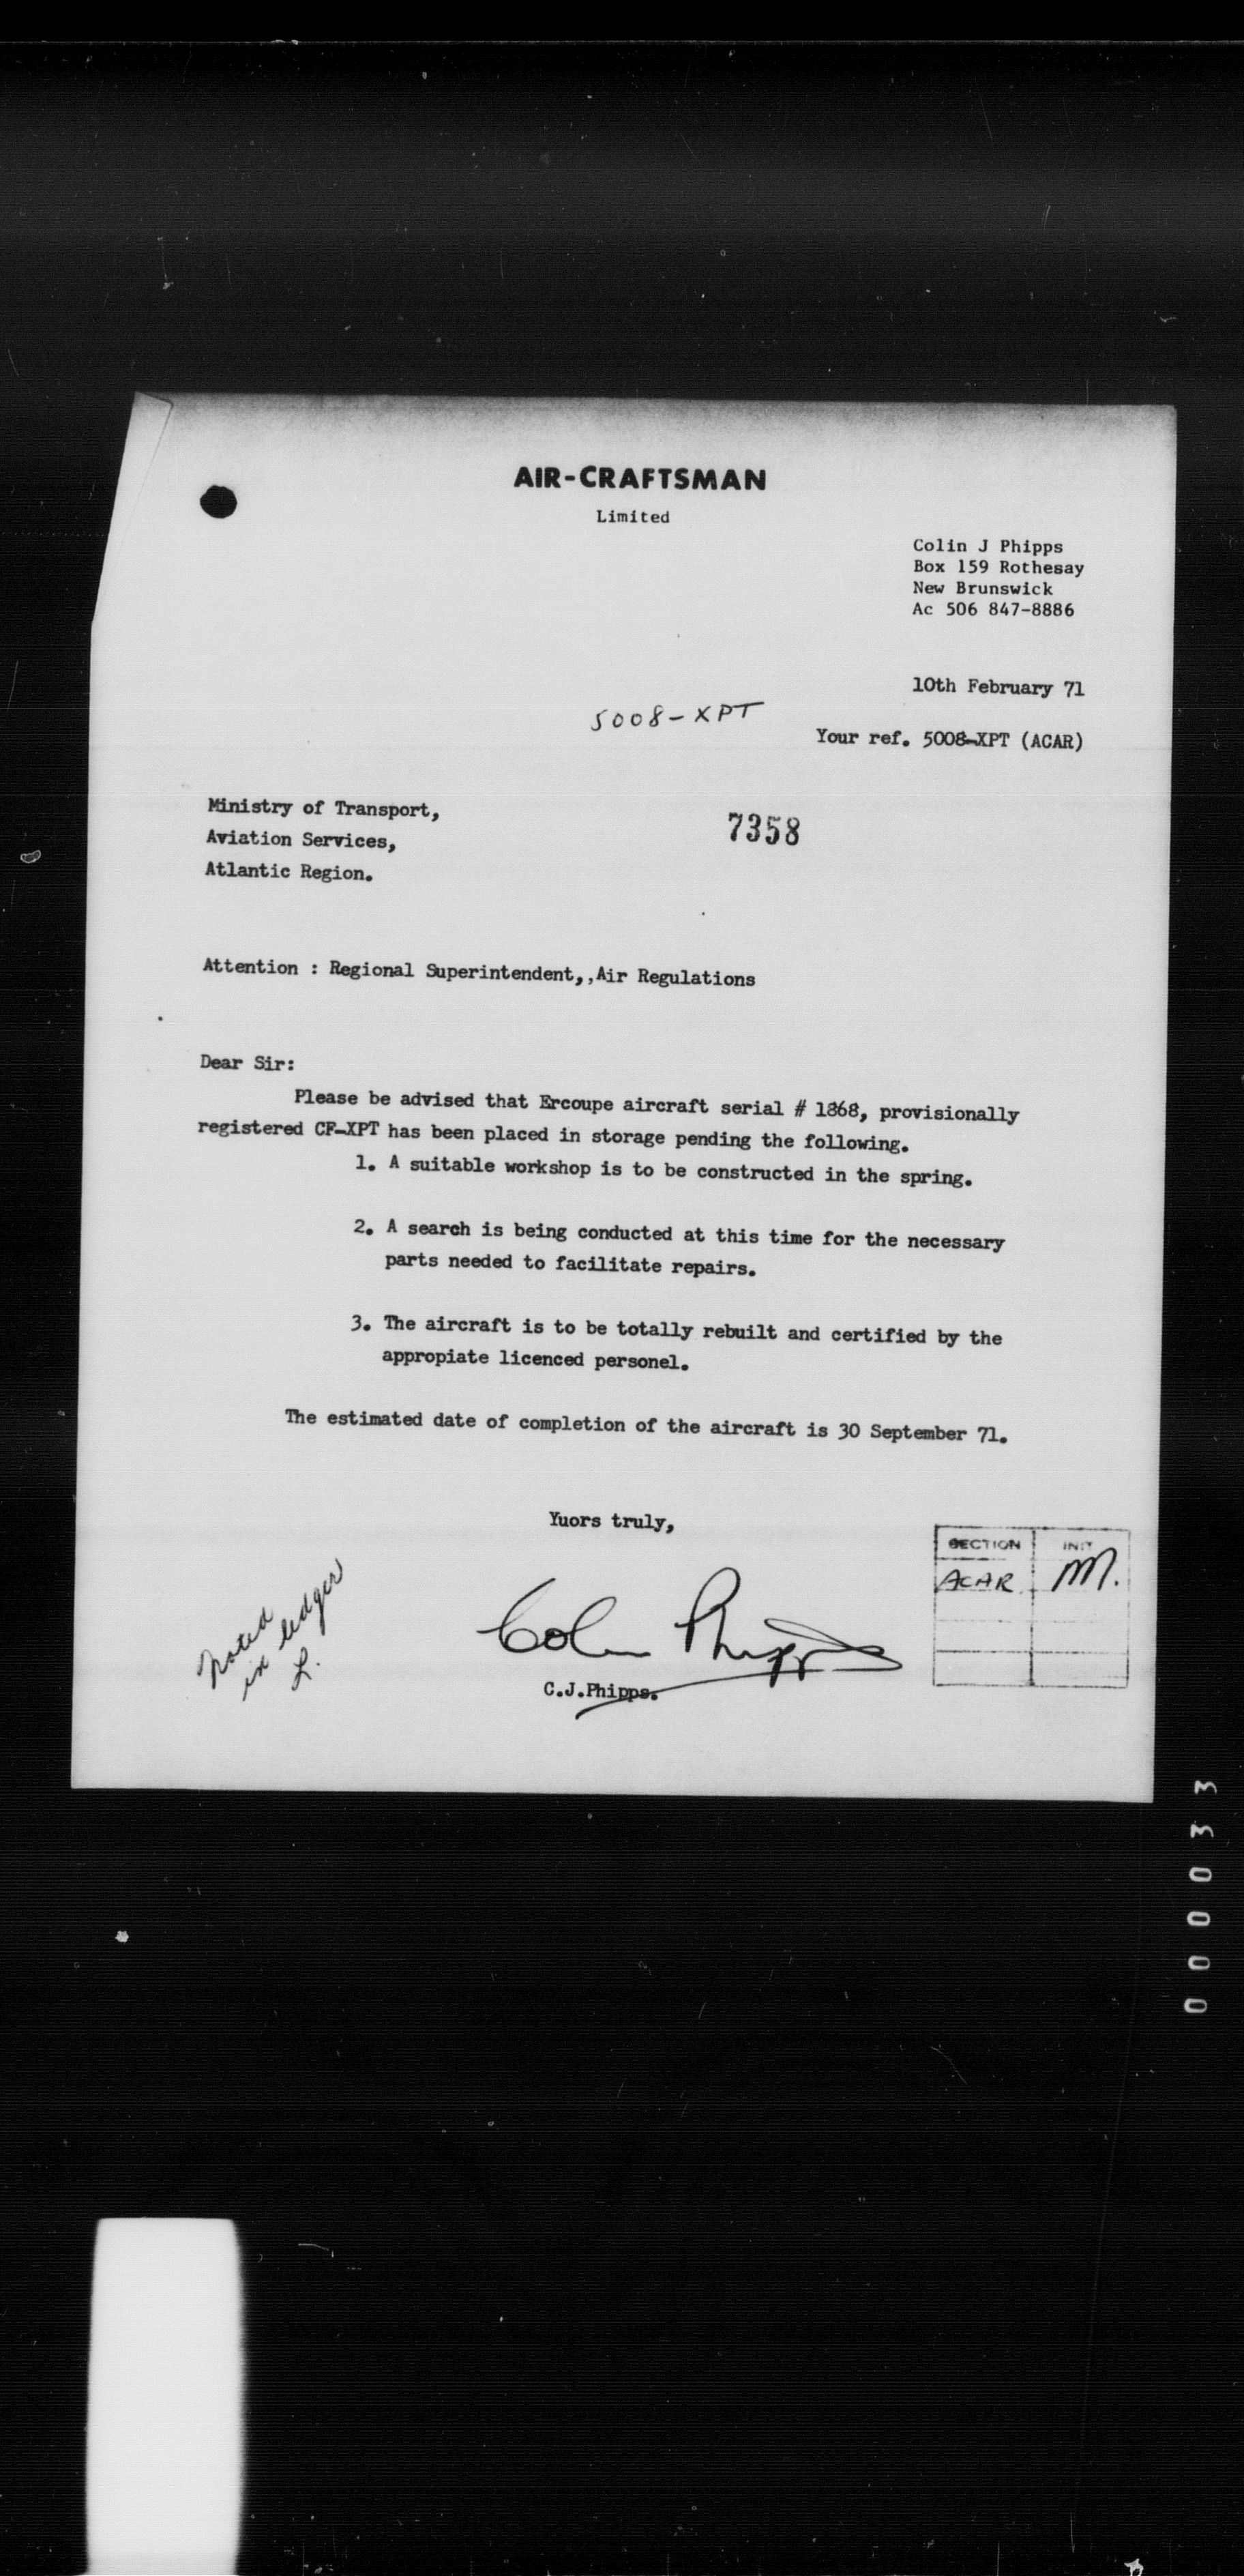 AIR-CRAFTSMAN
Limited
Colin J Phipps
Box 159 Rothesay
New Brunswick
Ac 506 847-8886
10th February 71
5008-XPT
Your ref. 5008-XPT (ACAR)
Ministry of Transport,
Aviation Services,
Atlantic Region.
7358
Attention : Regional Superintendent,,Air Regulations
Dear Sir:
Please be advised that Ercoupe aircraft serial # 1868, provisionally
registered CF-XPT has been placed in storage pending the following.
1. A suitable workshop is to be constructed in the spring.
2. A search is being conducted at this time for the necessary
parts needed to facilitate repairs.
3. The aircraft is to be totally rebuilt and certified by the
appropiate licenced personel.
The estimated date of completion of the aircraft is 30 September 71.
Yuors truly,
Colin Phipps
C.J.Phipps.
noted
in ledger
L.
SECTION INIT
ACAR M.
000033